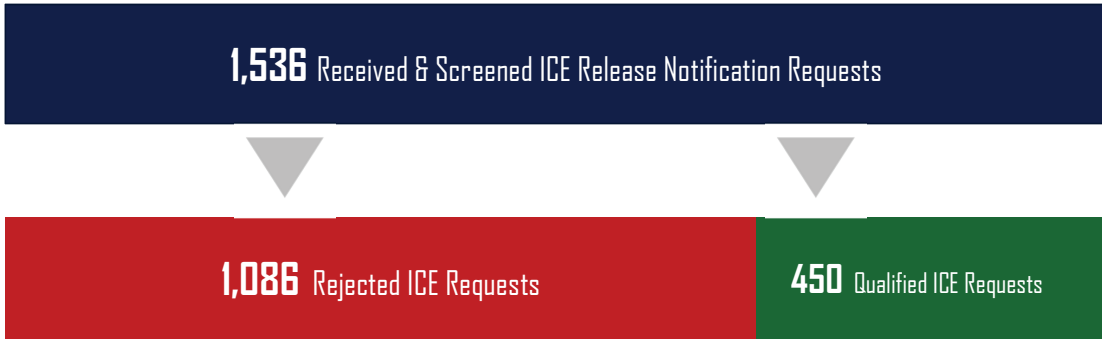 1,536 Received & Screened ICE Release Notification Requests
1,086 Rejected ICE Requests
450 Qualified ICE Requests